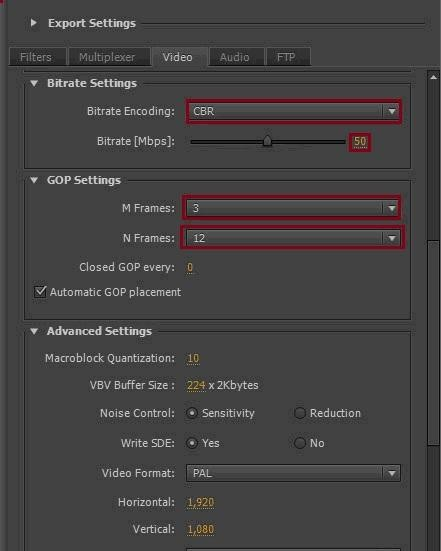 Export Settings
Filters Multiplexer Video Audio FTP
Bitrate Settings
Bitrate Encoding: CBR
Bitrate [Mbps]: 50
GOP Settings
M Frames: 3
N Frames: 12
Closed GOP every: 0
Automatic GOP placement
Advanced Settings
Macroblock Quantization: 10
VBV Buffer Size : 224 x 2Kbytes
Noise Control: Sensitivity Reduction
Write SDE: Yes No
Video Format: PAL
Horizontal: 1,920
Vertical: 1,080